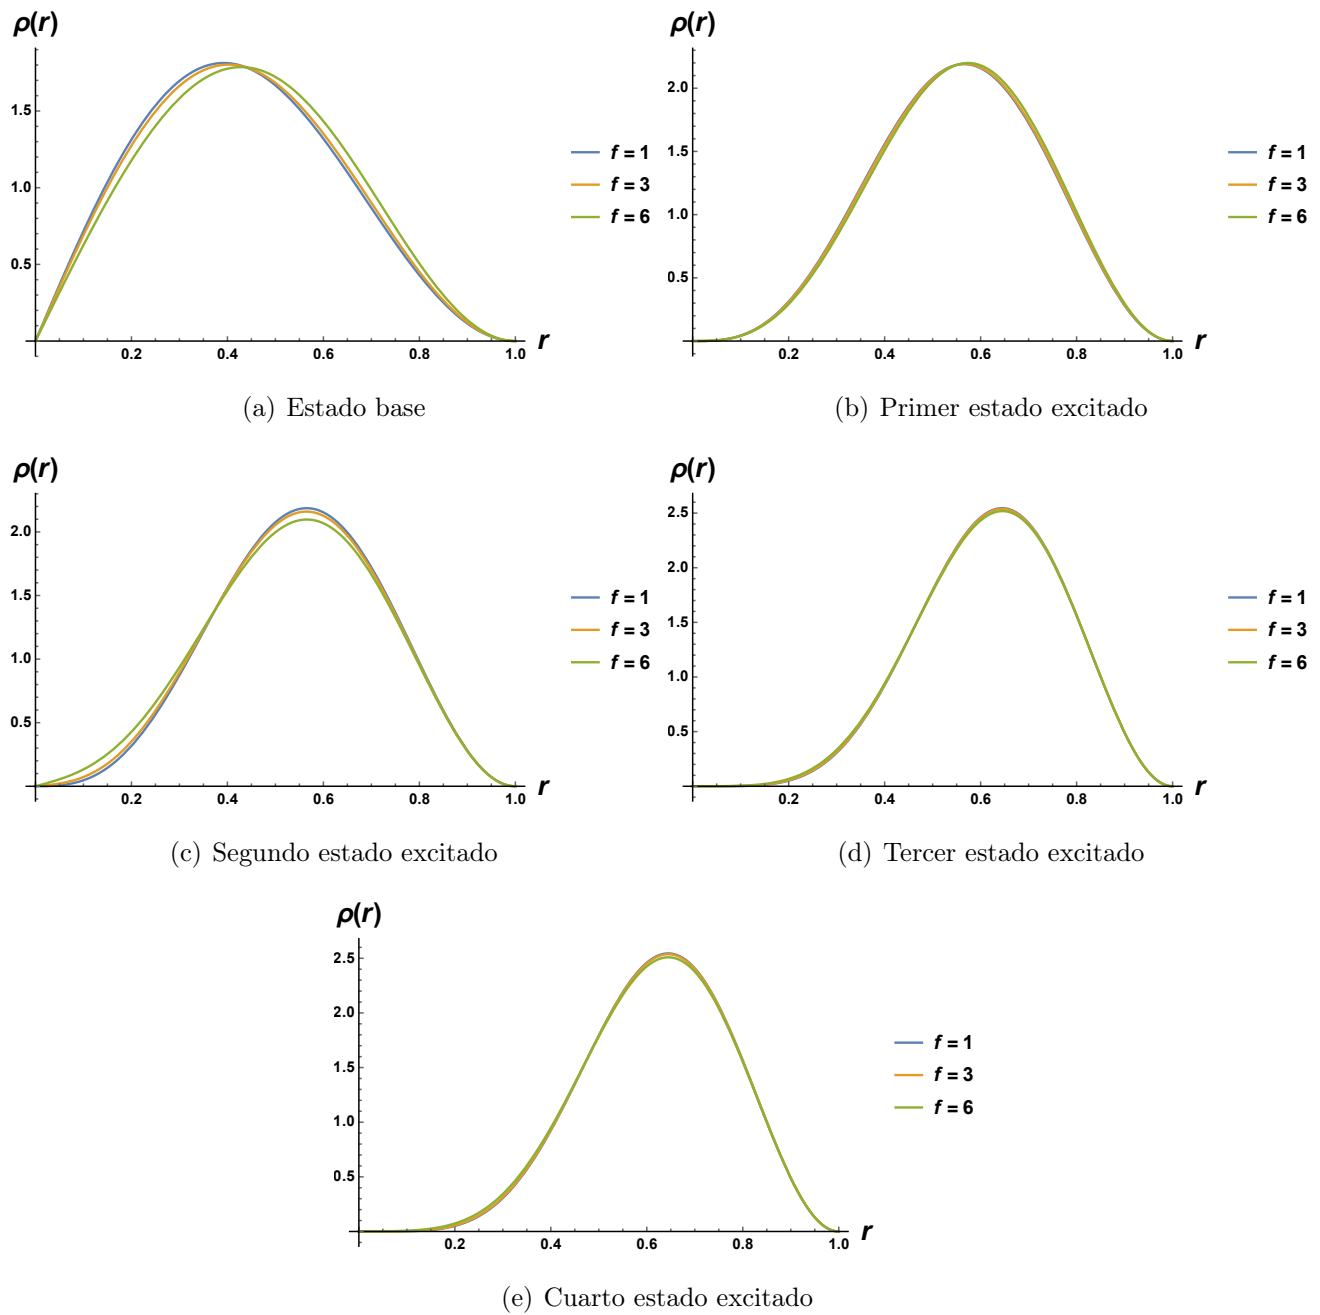 ρ(r)
1.5
1.0
0.5
0.2 0.4 0.6 0.8 1.0 r
f = 1
f = 3
f = 6
(a) Estado base
ρ(r)
2.0
1.5
1.0
0.5
0.2 0.4 0.6 0.8 1.0 r
f = 1
f = 3
f = 6
(b) Primer estado excitado
ρ(r)
2.0
1.5
1.0
0.5
0.2 0.4 0.6 0.8 1.0 r
f = 1
f = 3
f = 6
(c) Segundo estado excitado
ρ(r)
2.5
2.0
1.5
1.0
0.5
0.2 0.4 0.6 0.8 1.0 r
f = 1
f = 3
f = 6
(d) Tercer estado excitado
ρ(r)
2.5
2.0
1.5
1.0
0.5
0.2 0.4 0.6 0.8 1.0 r
f = 1
f = 3
f = 6
(e) Cuarto estado excitado